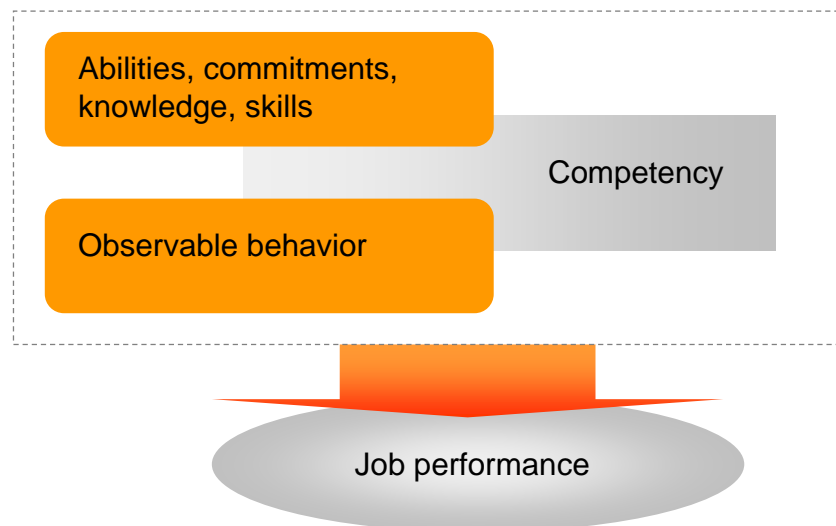 Abilities, commitments,
knowledge, skills
Competency
Observable behavior
Job performance